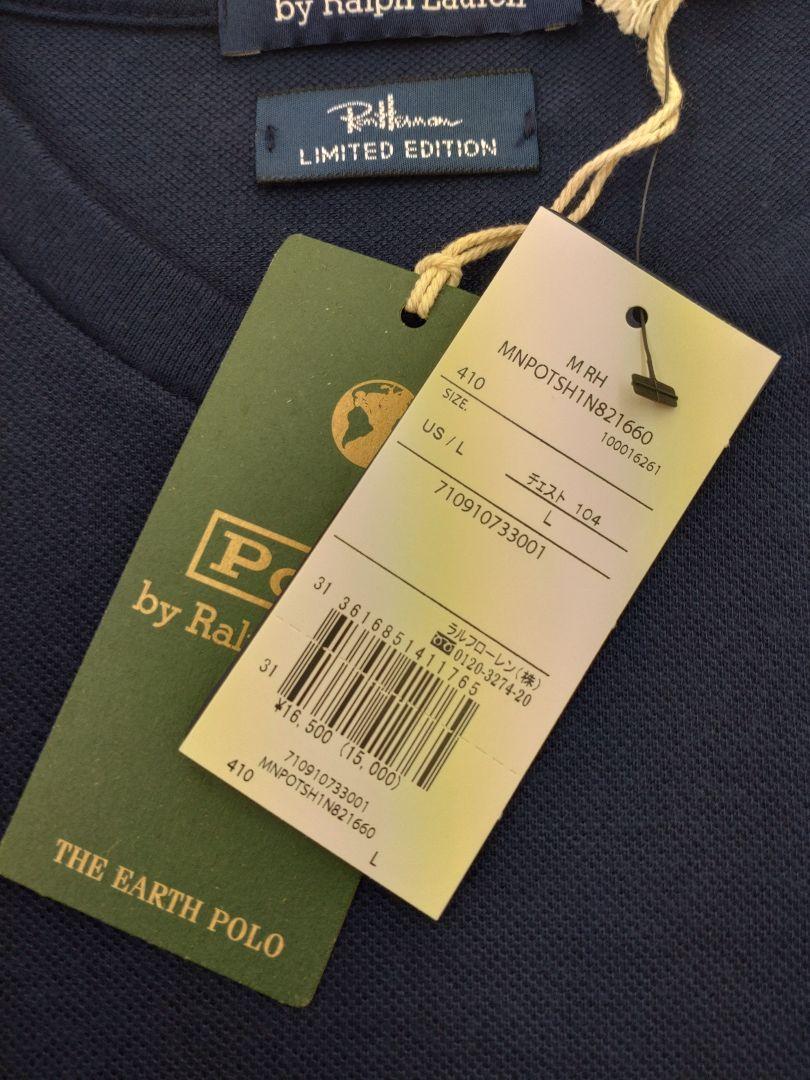 by Ralph Lauren
Ron Herman
LIMITED EDITION
Po
by Ral
THE EARTH POLO
M RH
MNPOTSH1N821660
410
100016261
SIZE.
US / L
チェスト 104
L
710910733001
ラルフローレン(株)
0120-3274-20
31 3616851411765
31
¥16,500 (15,000)
710910733001
MNPOTSH1N821660
410
L